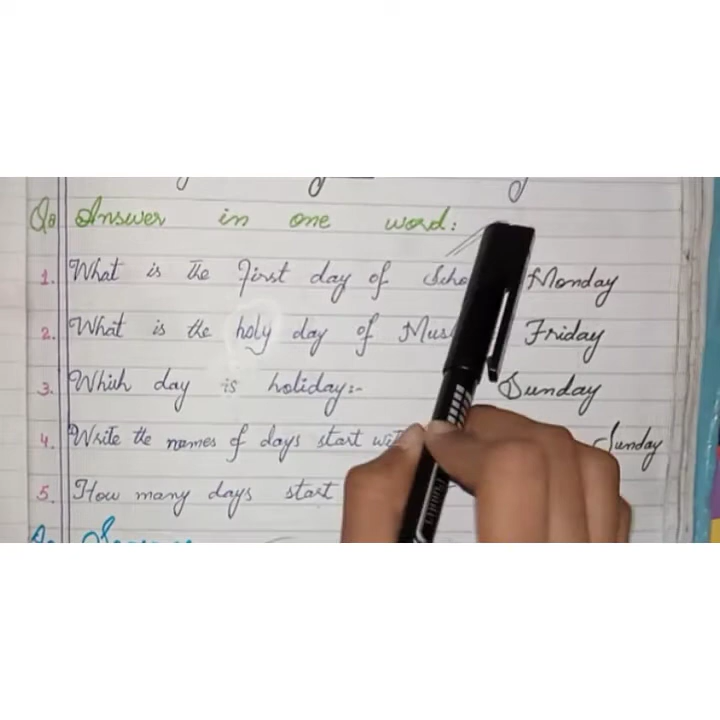 Q: Answer in one word:
1. What is the first day of Monday
2. What is the holy day of Friday
3. Which day is holiday:- Sunday
4. Write the names of days start Sunday
5. How many days start